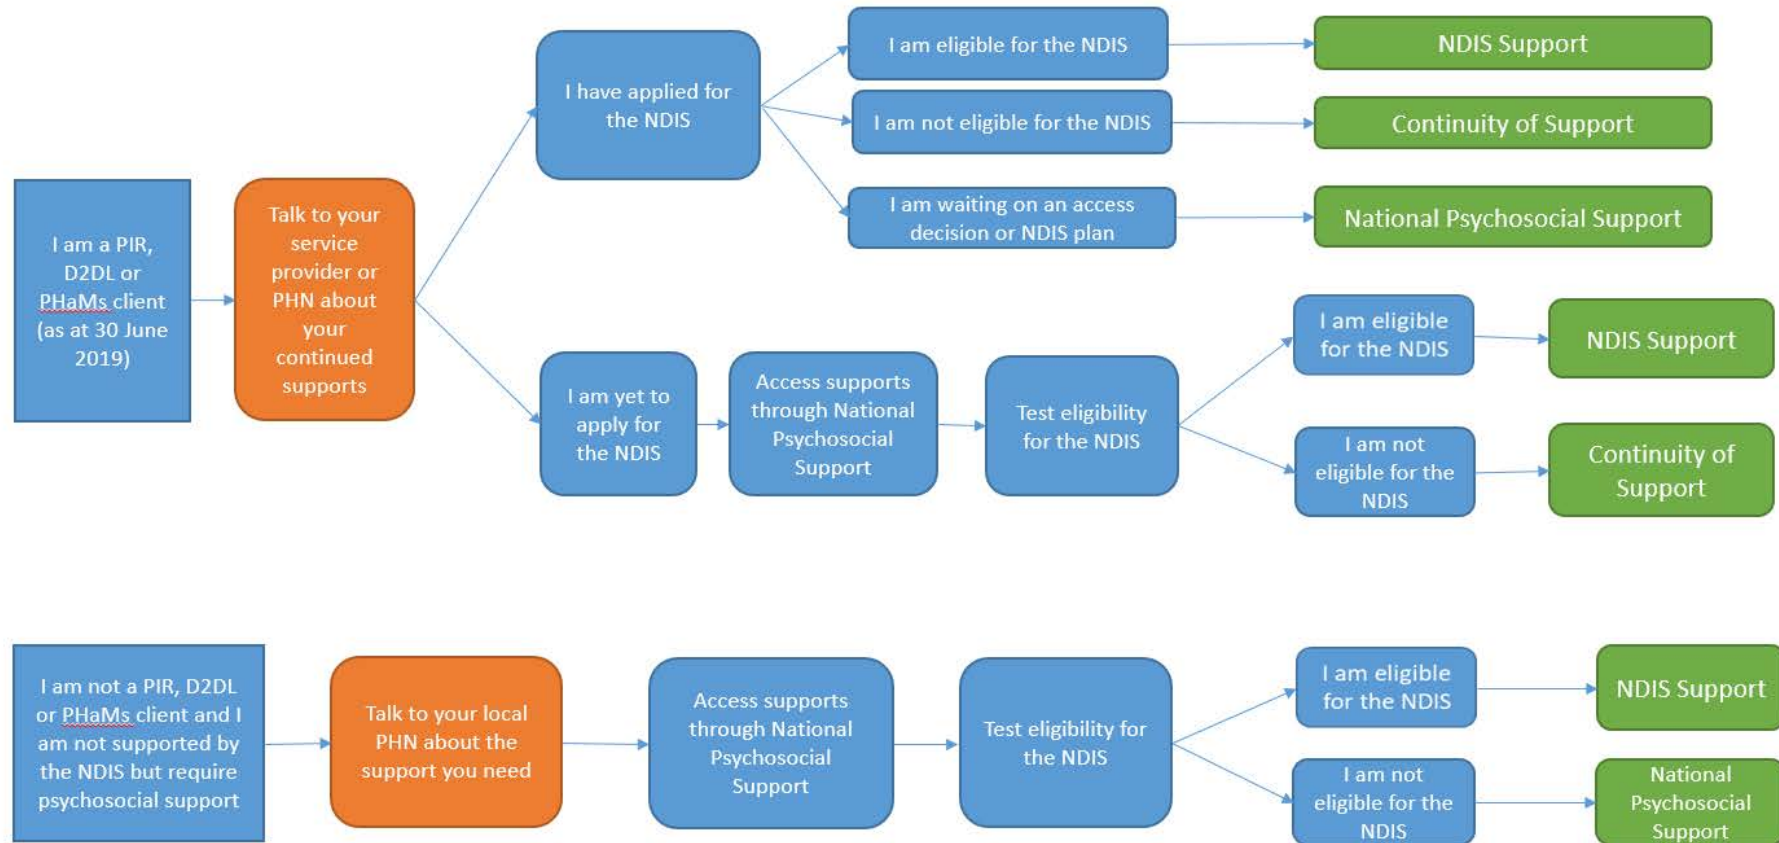 I am a PIR,
D2DL or
PHaMs client
(as at 30 June
2019)
Talk to your
service
provider or
PHN about
your
continued
supports
I have applied for
the NDIS
I am eligible for the NDIS
NDIS Support
I am not eligible for the NDIS
Continuity of Support
I am waiting on an access
decision or NDIS plan
National Psychosocial Support
I am yet to
apply for
the NDIS
Access supports
through National
Psychosocial
Support
Test eligibility
for the NDIS
I am eligible
for the NDIS
NDIS Support
I am not
eligible for the
NDIS
Continuity of
Support
I am not a PIR, D2DL
or PHaMs client and I
am not supported by
the NDIS but require
psychosocial support
Talk to your local
PHN about the
support you need
Access supports
through National
Psychosocial
Support
Test eligibility for
the NDIS
I am eligible
for the NDIS
NDIS Support
I am not
eligible for the
NDIS
National
Psychosocial
Support